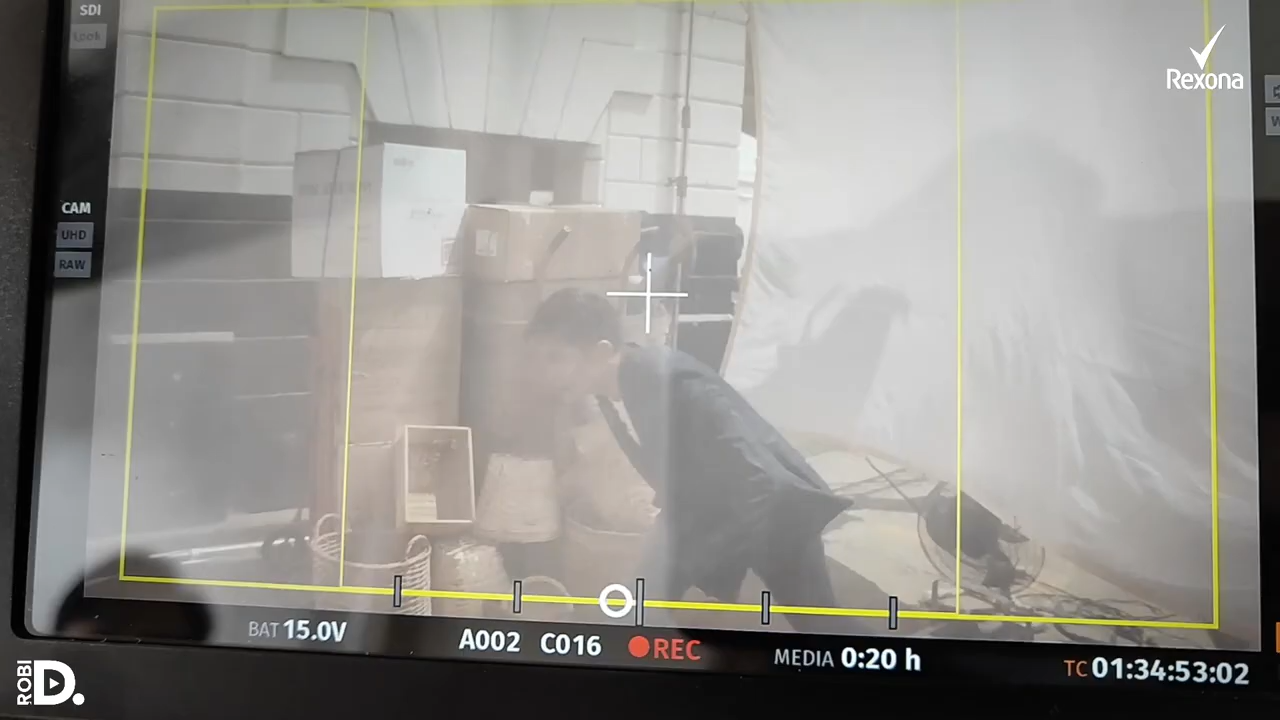 SDI
Look
Rexona
CAM
UHD
RAW
BAT 15.0V
A002 C016 REC
MEDIA 0:20 h
TC 01:34:53:02
ROBI
D.